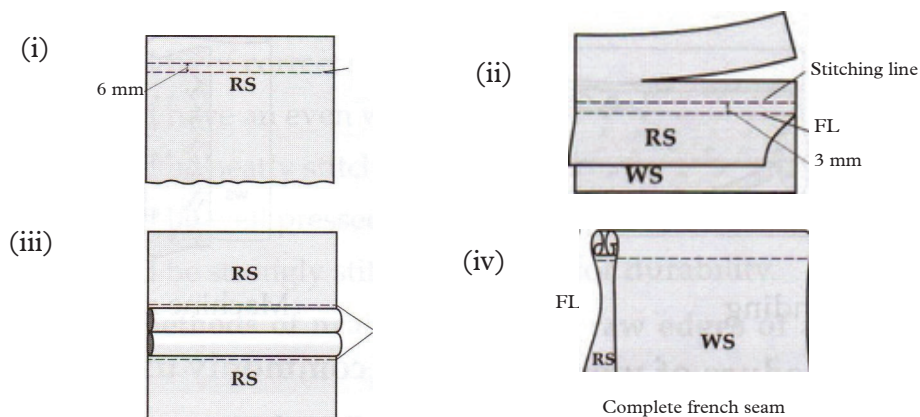 (i)
6 mm
RS
(ii)
Stitching line
FL
3 mm
RS
WS
(iii)
RS
RS
(iv)
FL
RS
WS
Complete french seam